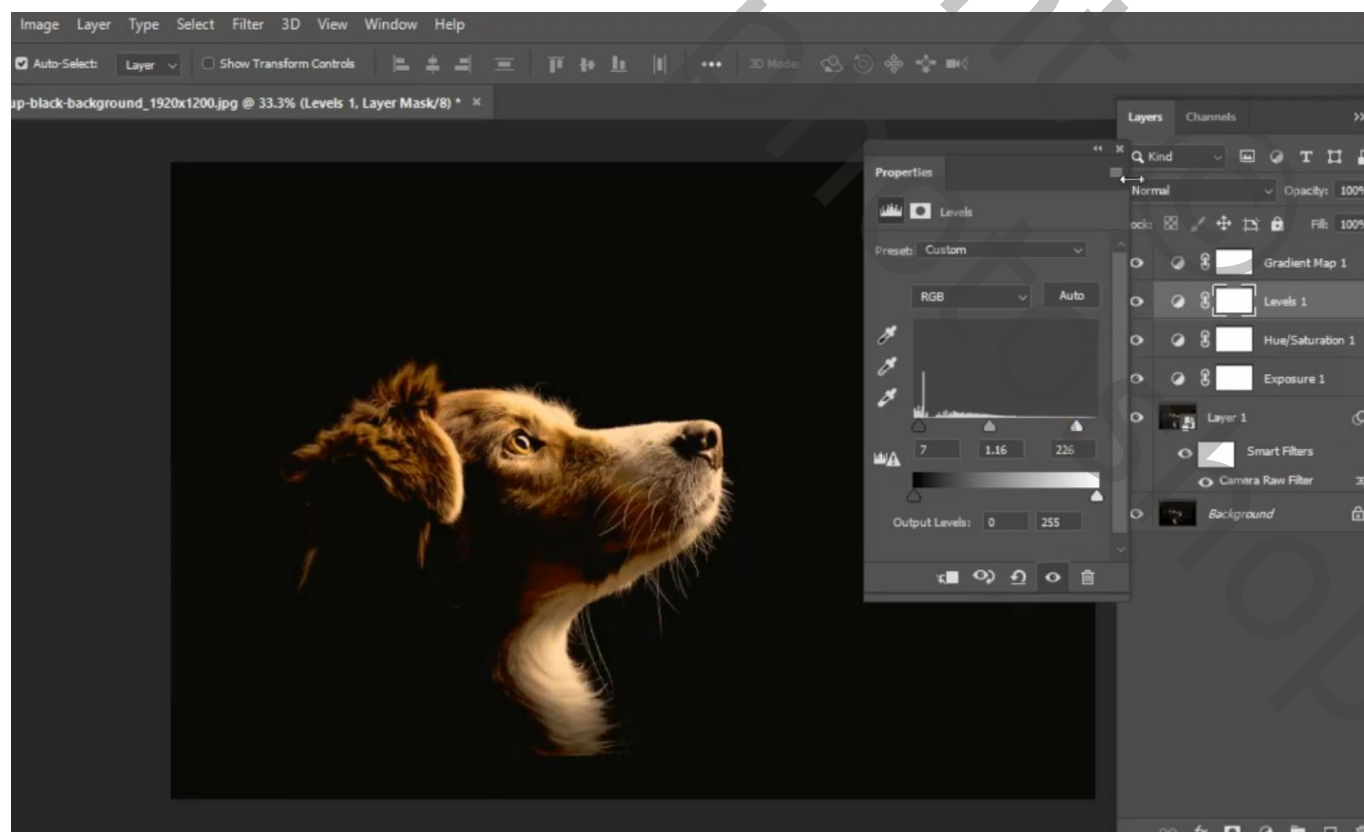 Image Layer Type Select Filter 3D View Window Help
Auto-Select: Layer Show Transform Controls 3D Mode:
up-black-background_1920x1200.jpg @ 33.3% (Levels 1, Layer Mask/8) * ×
Layers Channels
Kind
Properties
Normal Opacity: 100%
Levels
ock: Fill: 100%
Preset: Custom
Gradient Map 1
RGB Auto
Levels 1
Hue/Saturation 1
Exposure 1
Layer 1
7 1.16 226
Smart Filters
Camera Raw Filter
Output Levels: 0 255
Background
fx